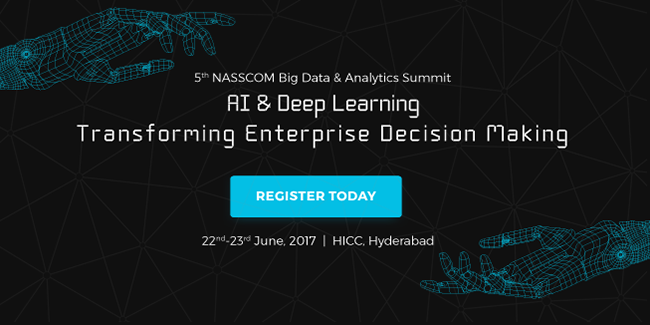 5th NASSCOM Big Data & Analytics Summit
AI & Deep Learning
Transforming Enterprise Decision Making
REGISTER TODAY
22nd-23rd June, 2017 | HICC, Hyderabad